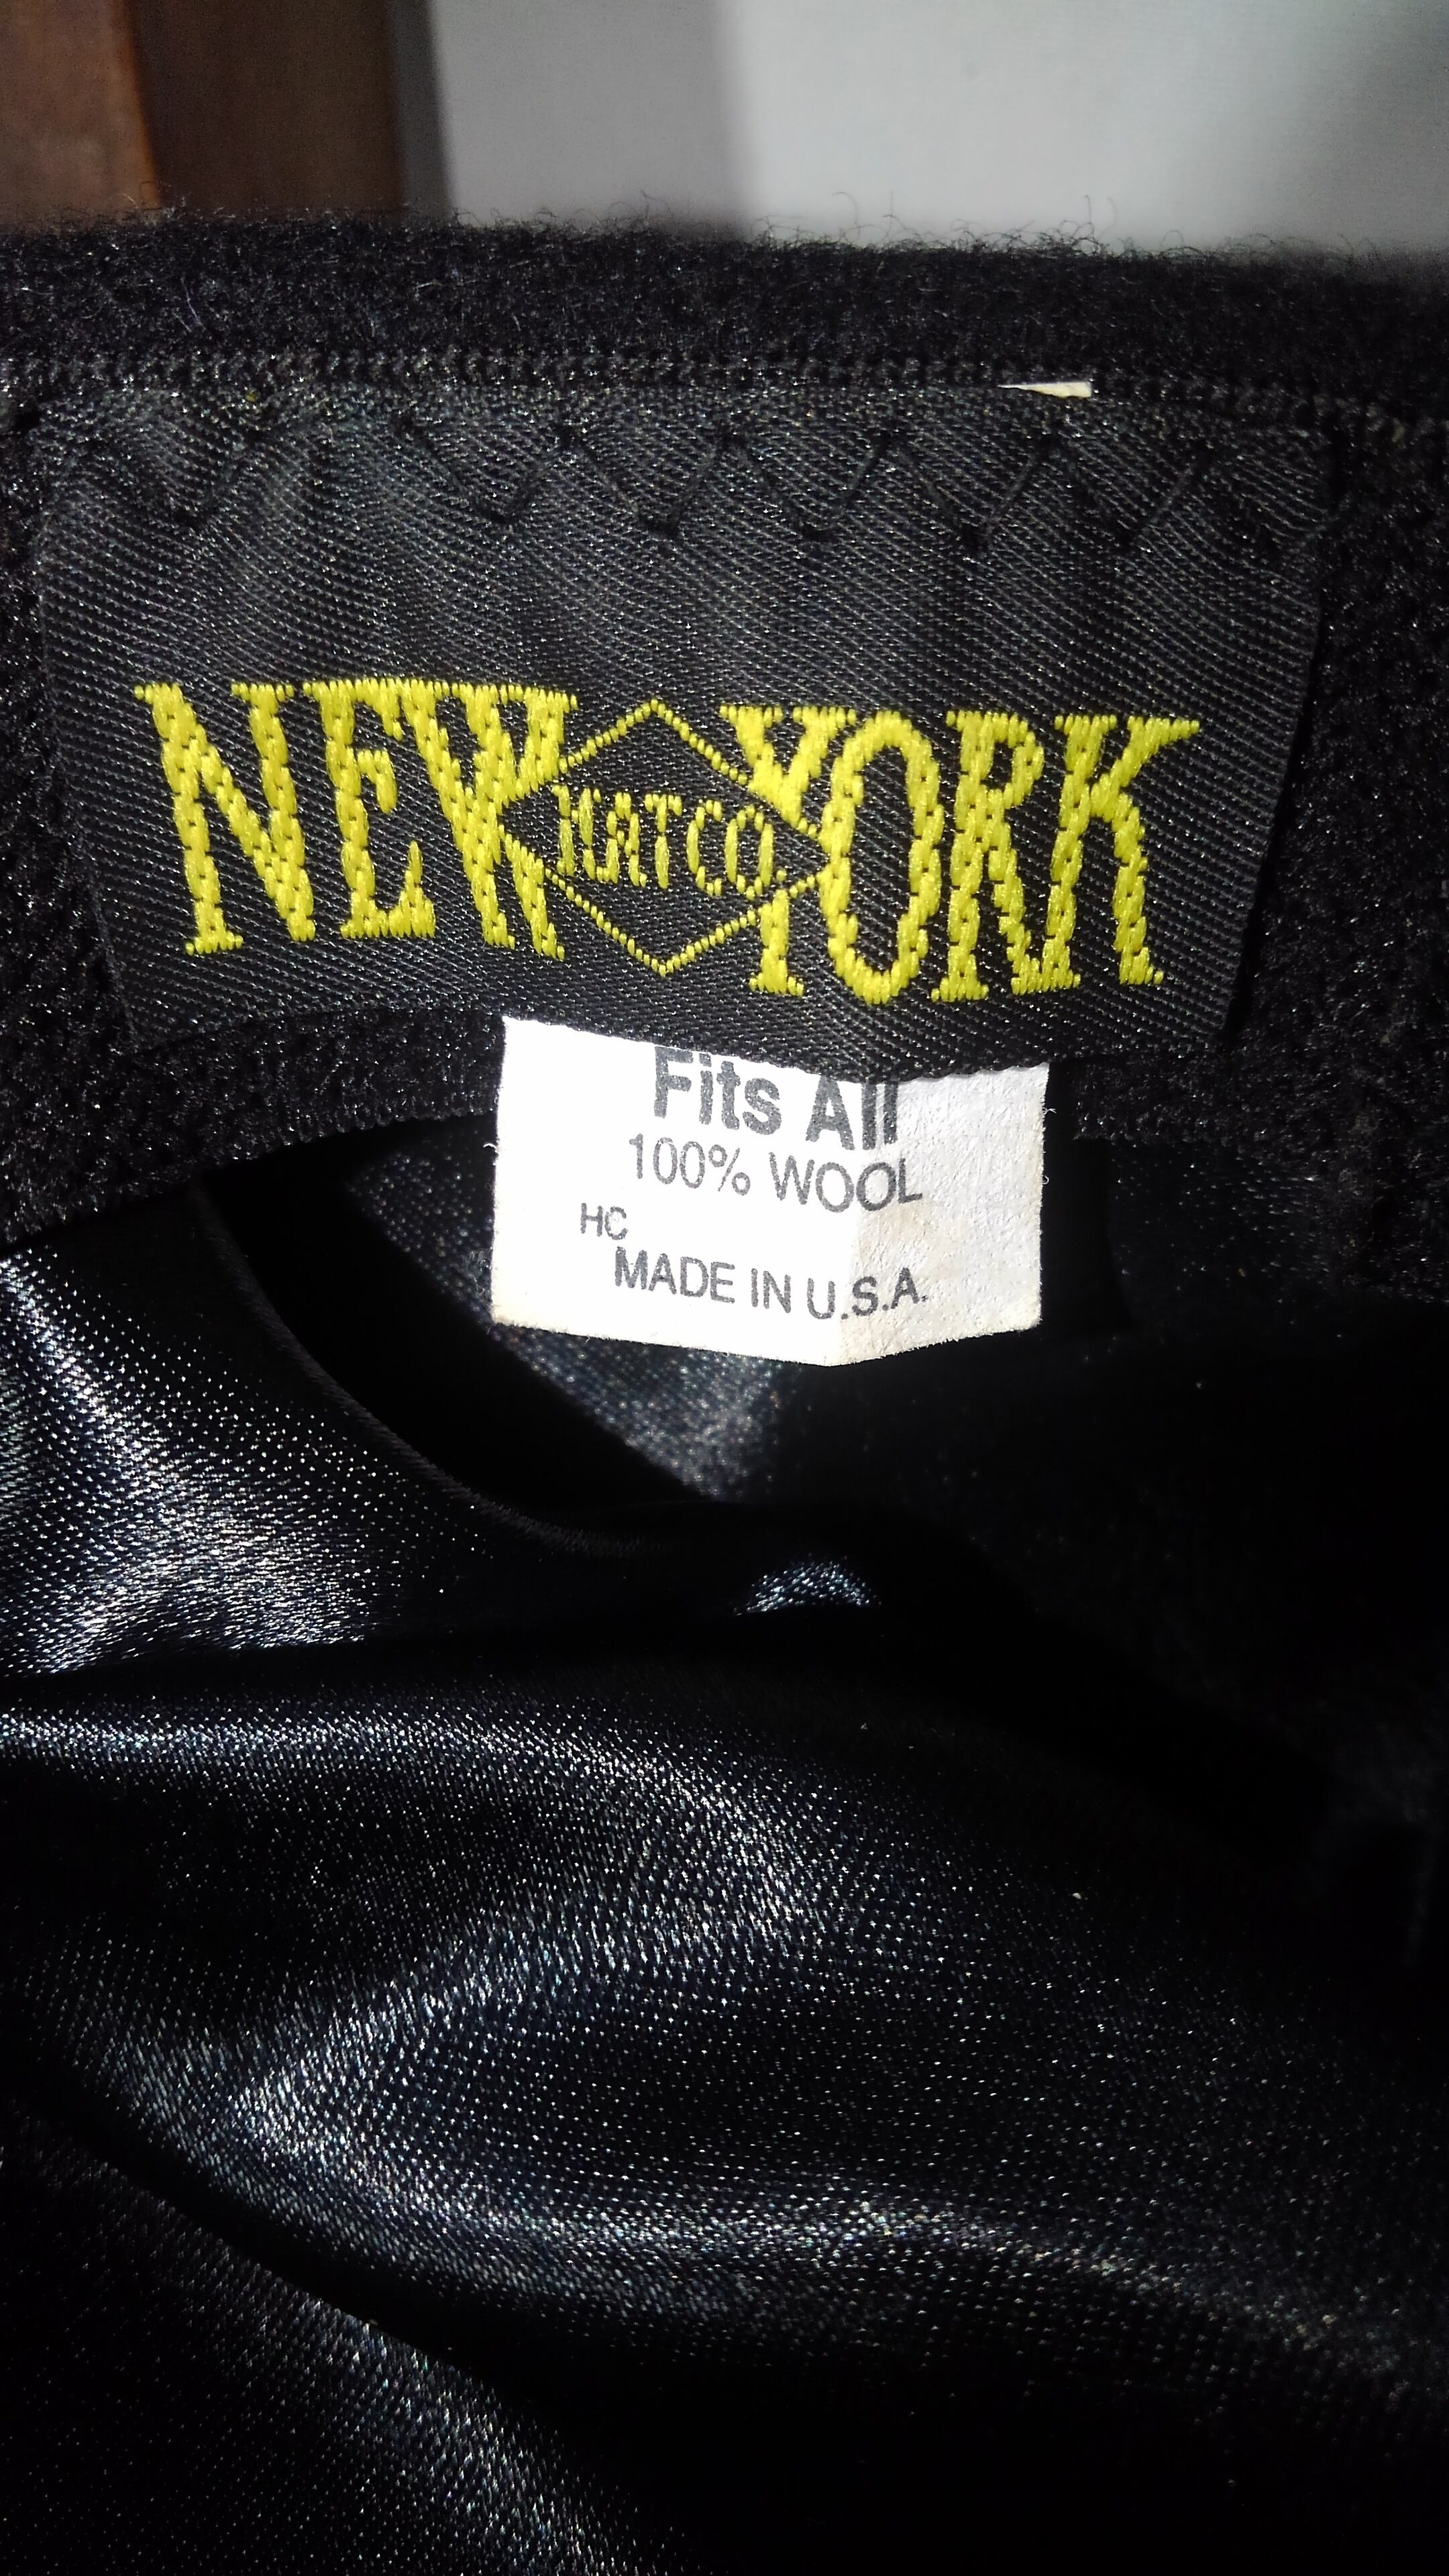 NEW HAT CO. YORK
Fits All
100% WOOL
HC
MADE IN U.S.A.